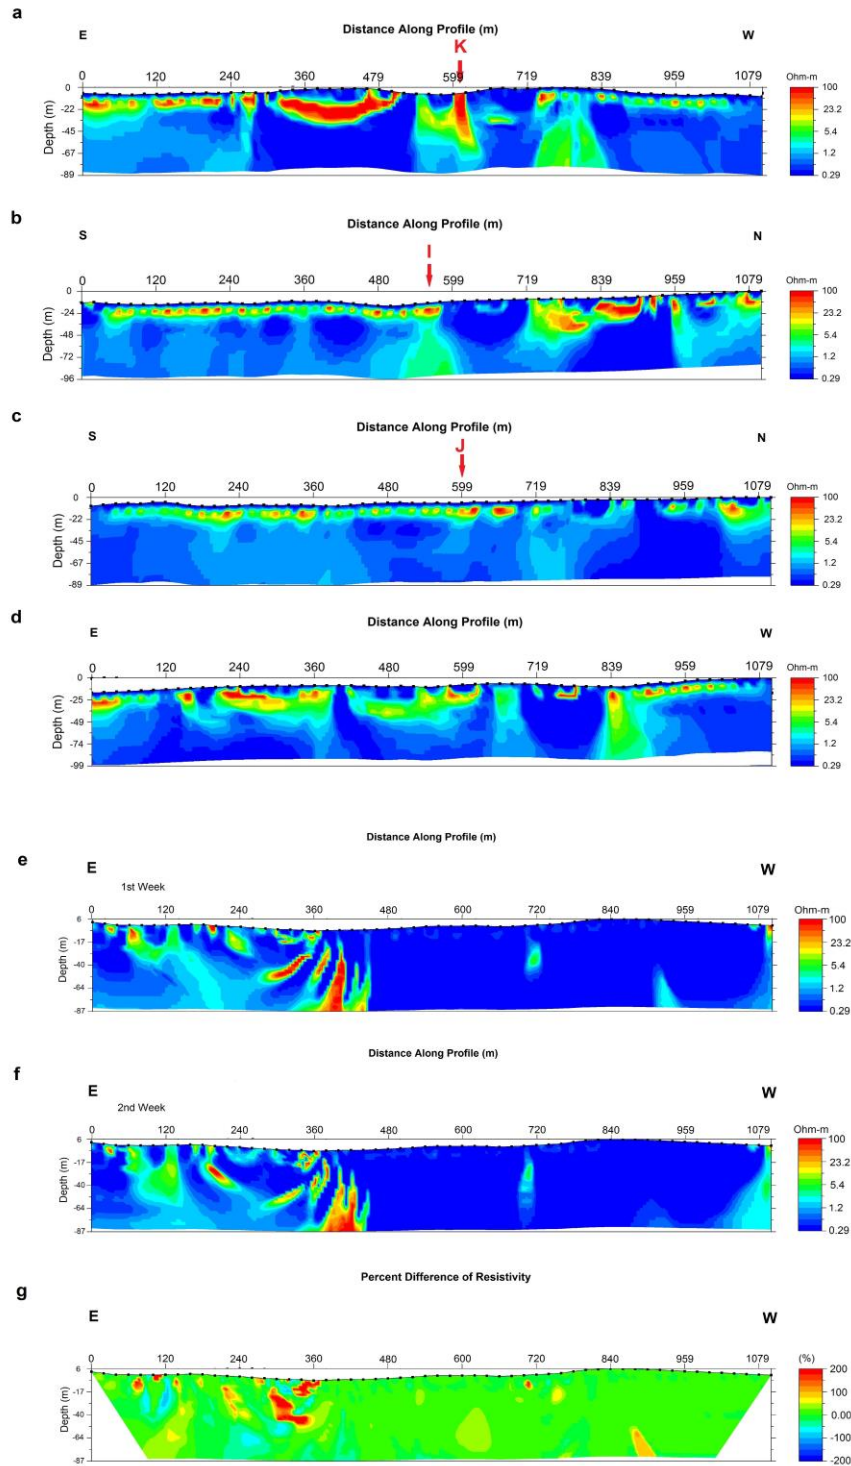 a
Distance Along Profile (m)
E
K
W
0 120 240 360 479 599 719 839 959 1079
Ohm-m
0
-22
-45
-67
-89
Depth (m)
100
23.2
5.4
1.2
0.29
b
Distance Along Profile (m)
S
I
N
0 120 240 360 480 599 719 839 959 1079
Ohm-m
0
-24
-48
-72
-96
Depth (m)
100
23.2
5.4
1.2
0.29
c
Distance Along Profile (m)
S
J
N
0 120 240 360 480 599 719 839 959 1079
Ohm-m
0
-22
-45
-67
-89
Depth (m)
100
23.2
5.4
1.2
0.29
d
Distance Along Profile (m)
E
W
0 120 240 360 480 599 719 839 959 1079
Ohm-m
0
-25
-49
-74
-99
Depth (m)
100
23.2
5.4
1.2
0.29
Distance Along Profile (m)
e
E
W
1st Week
0 120 240 360 480 600 720 840 959 1079
Ohm-m
6
-17
-40
-64
-87
Depth (m)
100
23.2
5.4
1.2
0.29
Distance Along Profile (m)
f
E
W
2nd Week
0 120 240 360 480 600 720 840 959 1079
Ohm-m
6
-17
-40
-64
-87
Depth (m)
100
23.2
5.4
1.2
0.29
Percent Difference of Resistivity
g
E
W
0 120 240 360 480 600 720 840 959 1079
(%)
6
-17
-40
-64
-87
Depth (m)
200
100
0.00
-100
-200